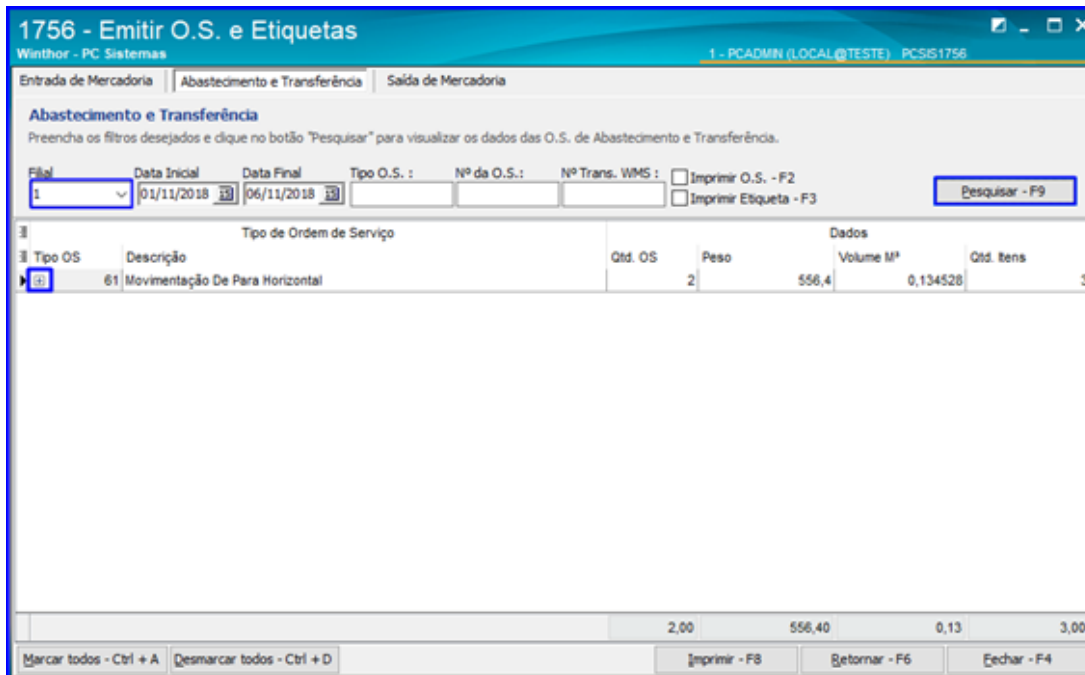 1756 - Emitir O.S. e Etiquetas
Winthor - PC Sistemas 1 - PCADMIN (LOCAL@TESTE) PCSIS1756
Entrada de Mercadoria Abastecimento e Transferência Saída de Mercadoria
Abastecimento e Transferência
Preencha os filtros desejados e clique no botão "Pesquisar" para visualizar os dados das O.S. de Abastecimento e Transferência.
Filial Data Inicial Data Final Tipo O.S. : Nº da O.S.: Nº Trans. WMS : Imprimir O.S. - F2
1 01/11/2018 15 06/11/2018 15 Imprimir Etiqueta - F3 Pesquisar - F9
Tipo de Ordem de Serviço Dados
Tipo OS Descrição Qtd. OS Peso Volume M³ Qtd. Itens
61 Movimentação De Para Horizontal 2 556,4 0,134528 3
2,00 556,40 0,13 3,00
Marcar todos - Ctrl + A Desmarcar todos - Ctrl + D Imprimir - F8 Retornar - F6 Fechar - F4